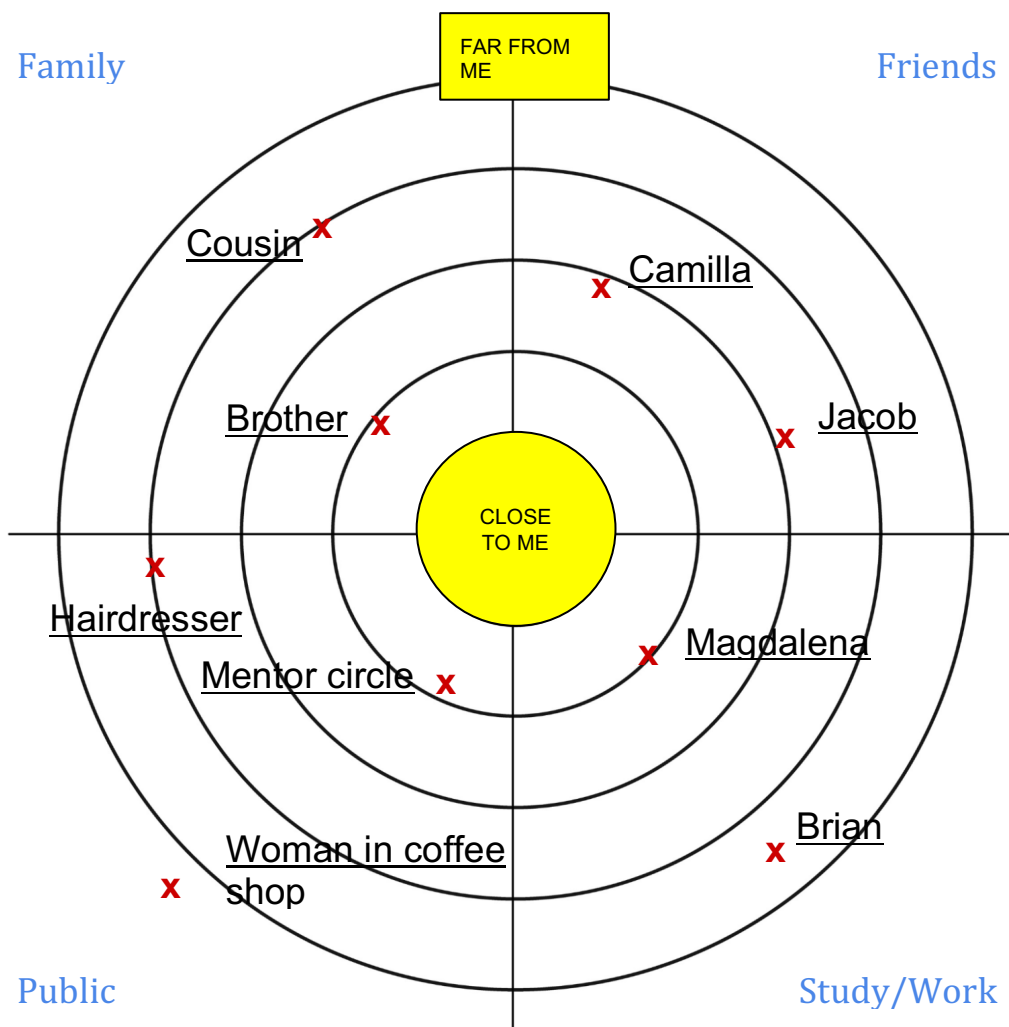 FAR FROM
ME
Family
Friends
Cousin
x
Camilla
x
Brother
x
Jacob
x
CLOSE
TO ME
x
Hairdresser
Magdalena
x
Mentor circle
x
Brian
x
Woman in coffee
shop
x
Public
Study/Work